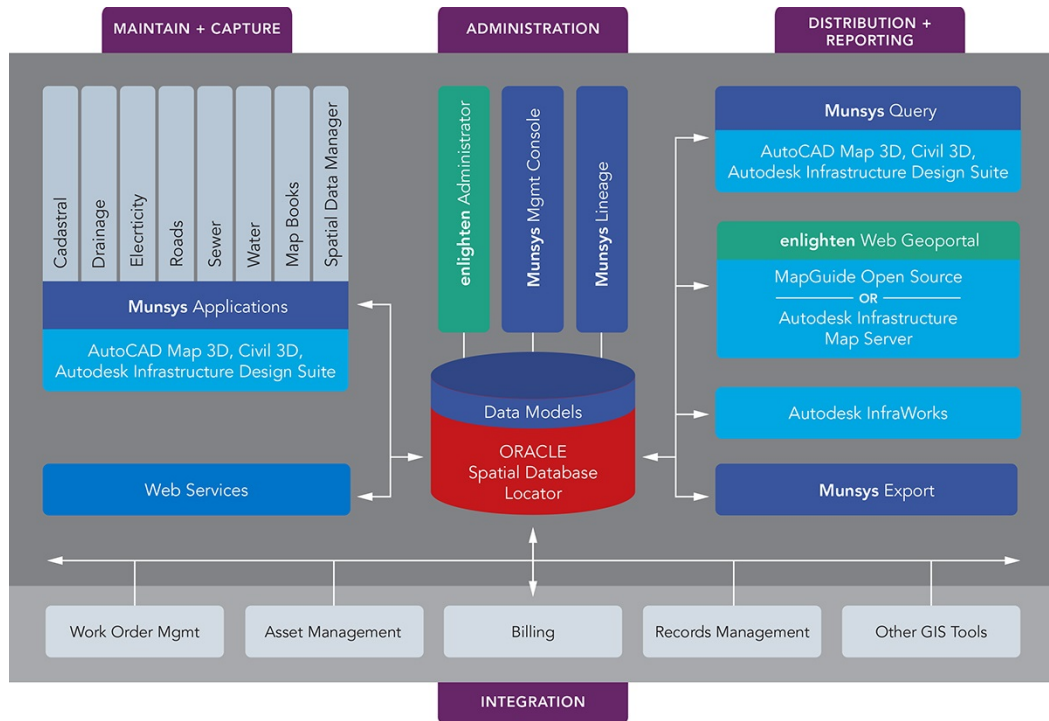 MAINTAIN + CAPTURE
ADMINISTRATION
DISTRIBUTION +
REPORTING
Cadastral
Drainage
Elecrticity
Roads
Sewer
Water
Map Books
Spatial Data Manager
Munsys Applications
AutoCAD Map 3D, Civil 3D,
Autodesk Infrastructure Design Suite
Web Services
enlighten Administrator
Munsys Mgmt Console
Munsys Lineage
Data Models
ORACLE
Spatial Database
Locator
Munsys Query
AutoCAD Map 3D, Civil 3D,
Autodesk Infrastructure Design Suite
enlighten Web Geoportal
MapGuide Open Source
OR
Autodesk Infrastructure
Map Server
Autodesk InfraWorks
Munsys Export
Work Order Mgmt
Asset Management
Billing
Records Management
Other GIS Tools
INTEGRATION